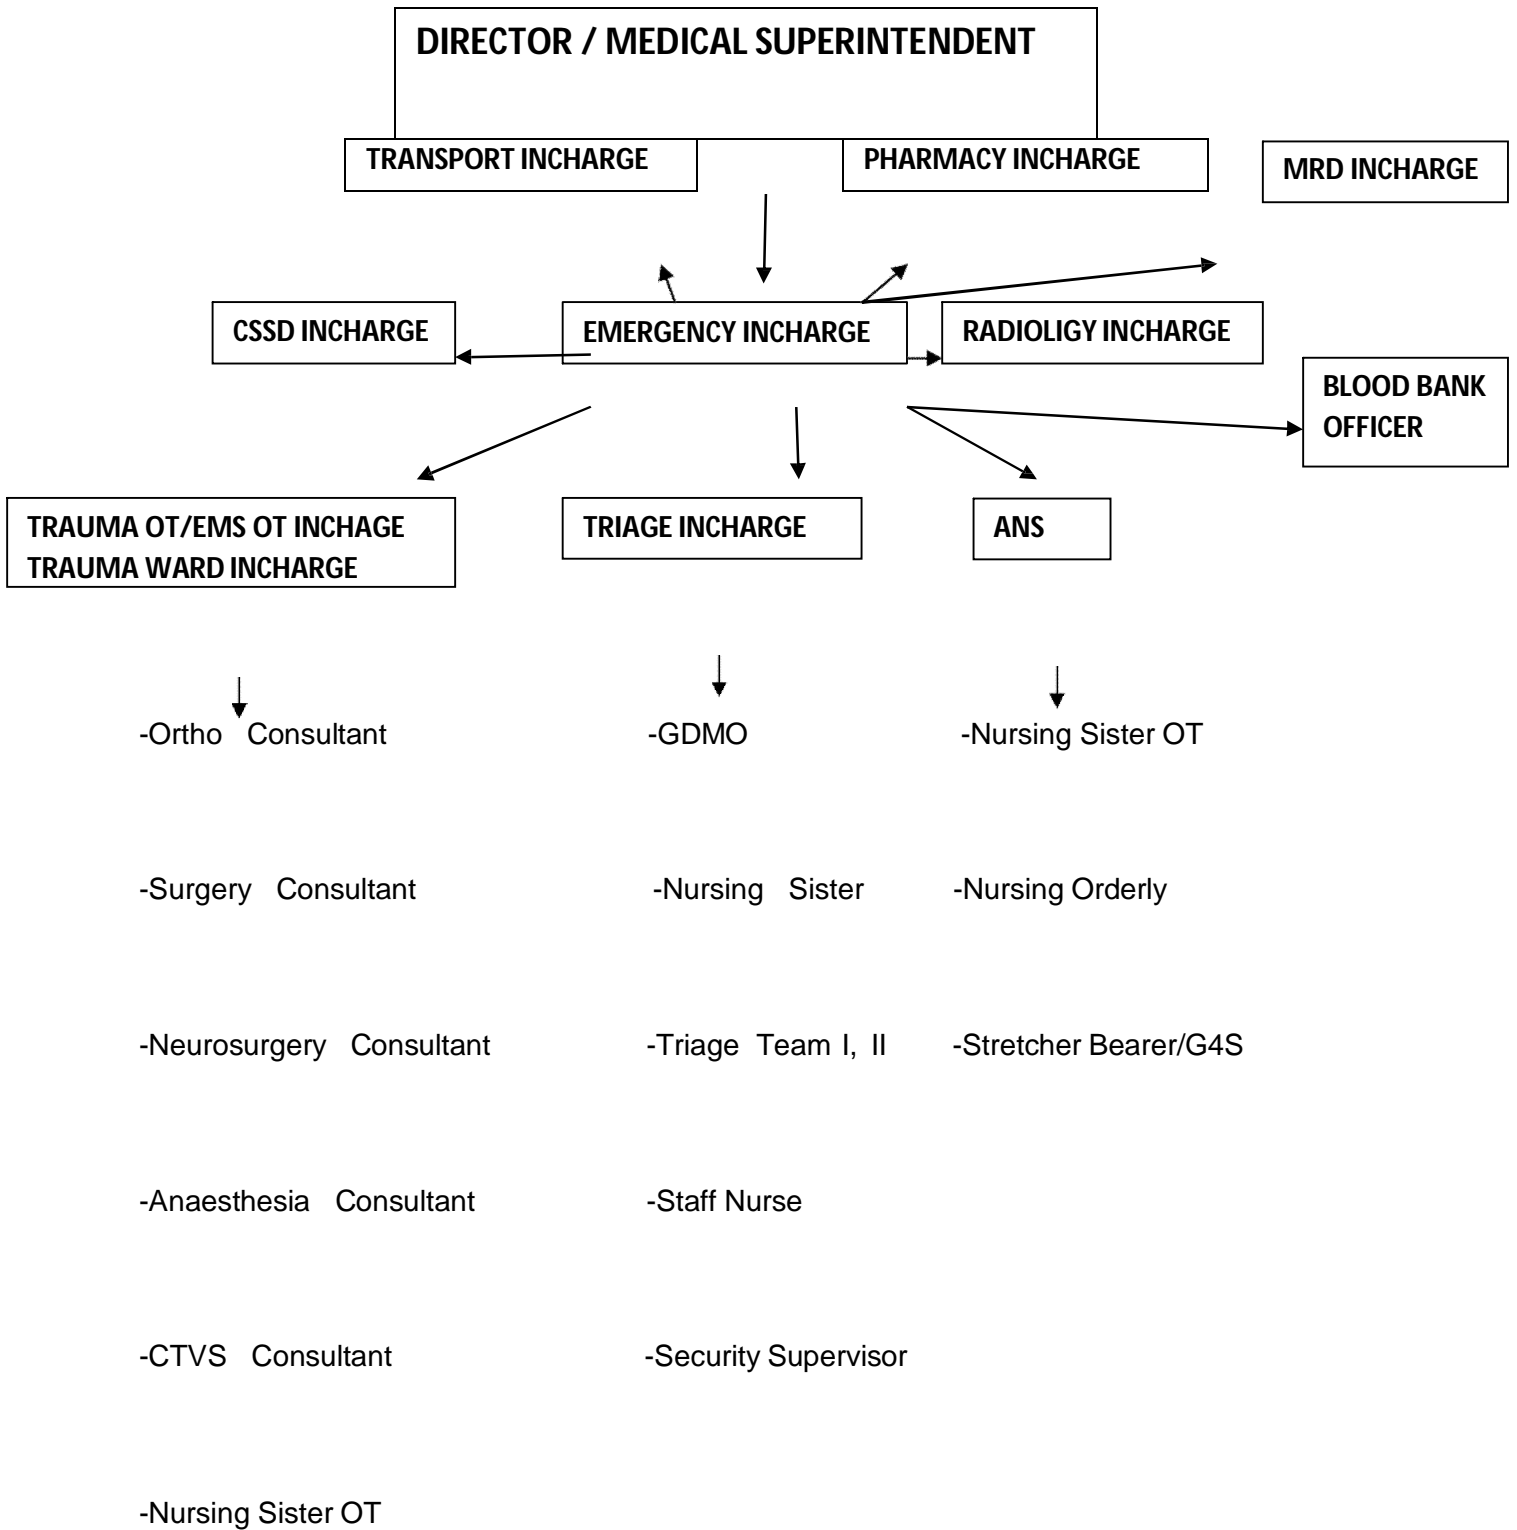 DIRECTOR / MEDICAL SUPERINTENDENT
TRANSPORT INCHARGE
PHARMACY INCHARGE
MRD INCHARGE
CSSD INCHARGE
EMERGENCY INCHARGE
RADIOLIGY INCHARGE
BLOOD BANK
OFFICER
TRAUMA OT/EMS OT INCHAGE
TRAUMA WARD INCHARGE
TRIAGE INCHARGE
ANS
-Ortho Consultant
-GDMO
-Nursing Sister OT
-Surgery Consultant
-Nursing Sister
-Nursing Orderly
-Neurosurgery Consultant
-Triage Team I, II
-Stretcher Bearer/G4S
-Anaesthesia Consultant
-Staff Nurse
-CTVS Consultant
-Security Supervisor
-Nursing Sister OT